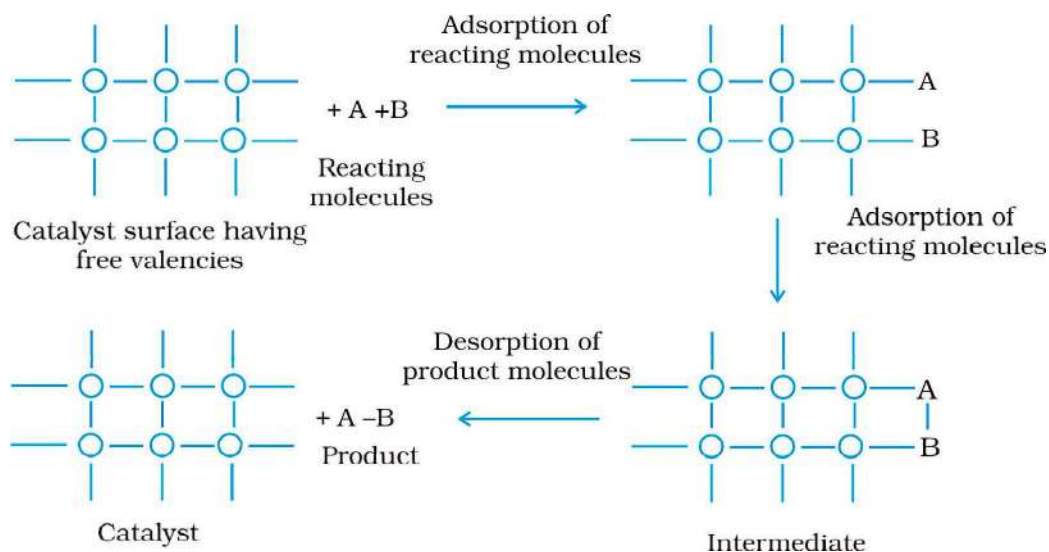 Adsorption of
reacting molecules
A
+ A +B
B
Reacting
molecules
Catalyst surface having
free valencies
Adsorption of
reacting molecules
Desorption of
product molecules
A
+ A –B
B
Product
Catalyst
Intermediate